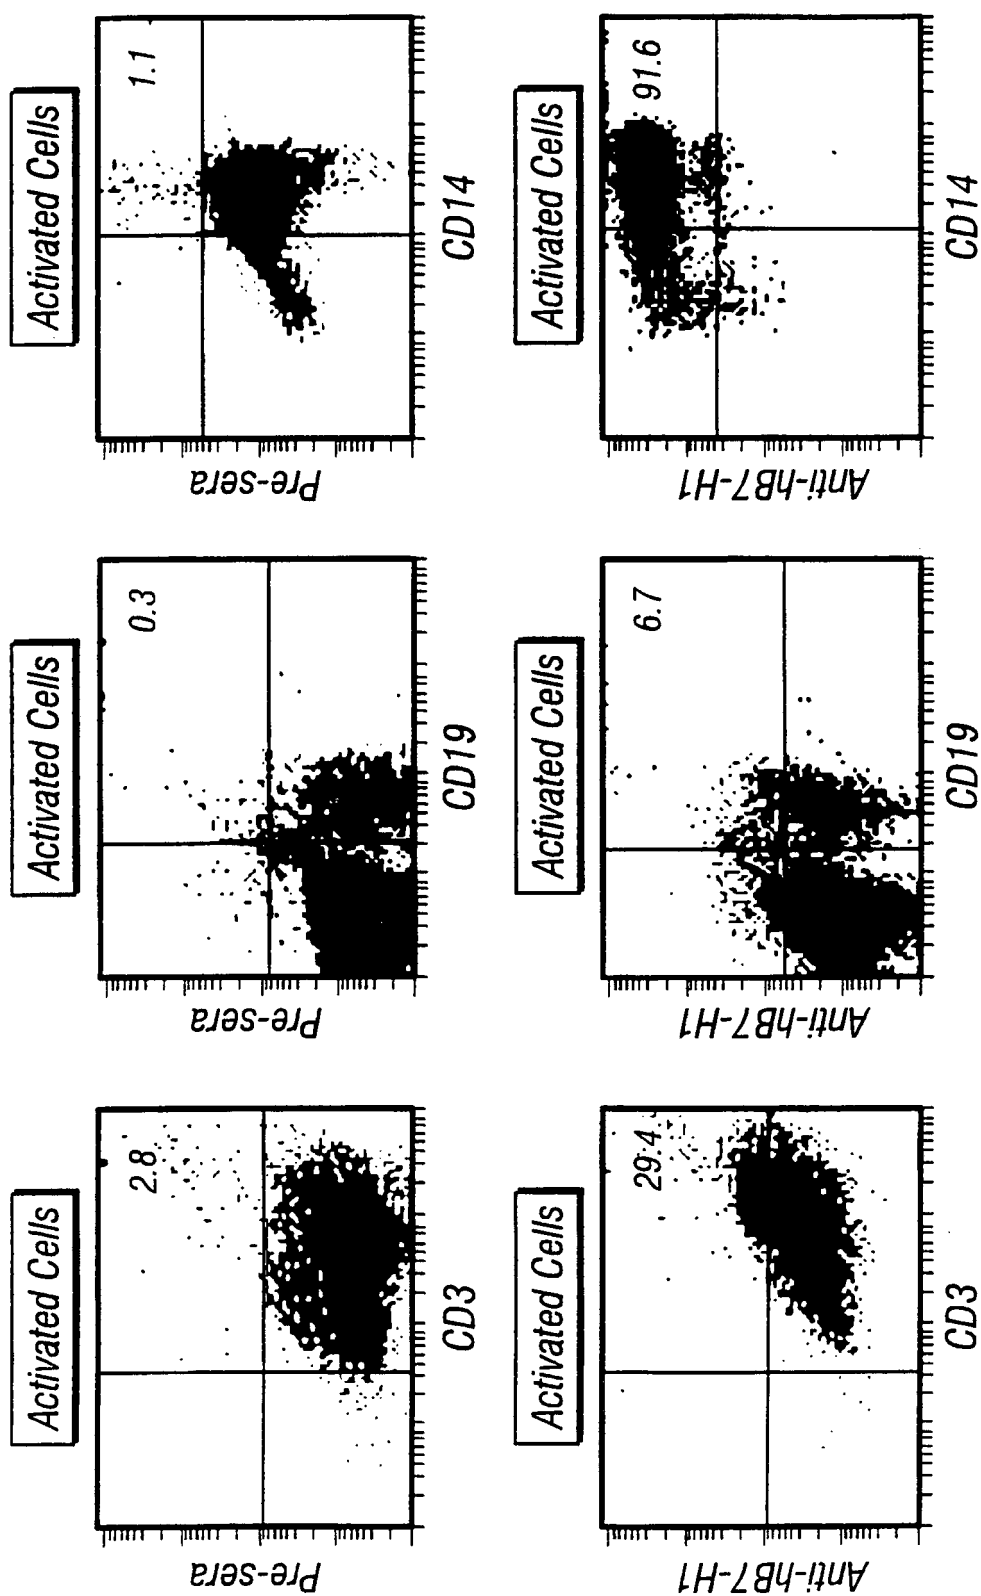 Activated Cells
2.8
Pre-sera
CD3
Activated Cells
0.3
Pre-sera
CD19
Activated Cells
1.1
Pre-sera
CD14
Activated Cells
29.4
Anti-hB7-H1
CD3
Activated Cells
6.7
Anti-hB7-H1
CD19
Activated Cells
91.6
Anti-hB7-H1
CD14